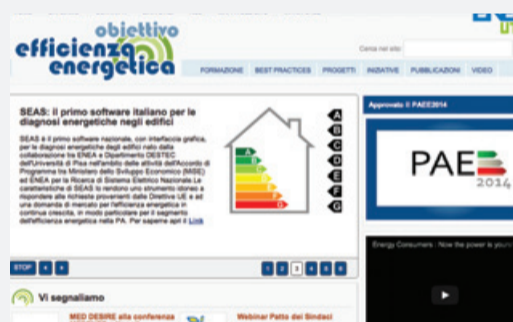 obiettivo
efficienza
energetica
Cerca nel sito
FORMAZIONE BEST PRACTICES PROGETTI INIZIATIVE PUBBLICAZIONI VIDEO
SEAS: il primo software italiano per le
diagnosi energetiche negli edifici
SEAS è il primo software nazionale, con interfaccia grafica,
per le diagnosi energetiche degli edifici nato dalla
collaborazione tra ENEA e Dipartimento DESTEC
dell'Università di Pisa nell'ambito delle attività dell'Accordo di
Programma tra Ministero dello Sviluppo Economico (MISE)
ed ENEA per la Ricerca di Sistema Elettrico Nazionale.Le
caratteristiche di SEAS lo rendono uno strumento idoneo a
rispondere alle richieste provenienti dalle Direttive UE e ad
una domanda di mercato per l'efficienza energetica in
continua crescita, in modo particolare per il segmento
dell'efficienza energetica nella PA. Per saperne apri il Link
A
B
C
D
E
F
G
A
B
C
D
E
F
G
STOP
1 2 3 4 5 6
Approvato il PAEE2014
PAEE
2014
Energy Consumers : Now the power is yours
Vi segnaliamo
MED DESIRE alla conferenza
Webinar Patto dei Sindaci